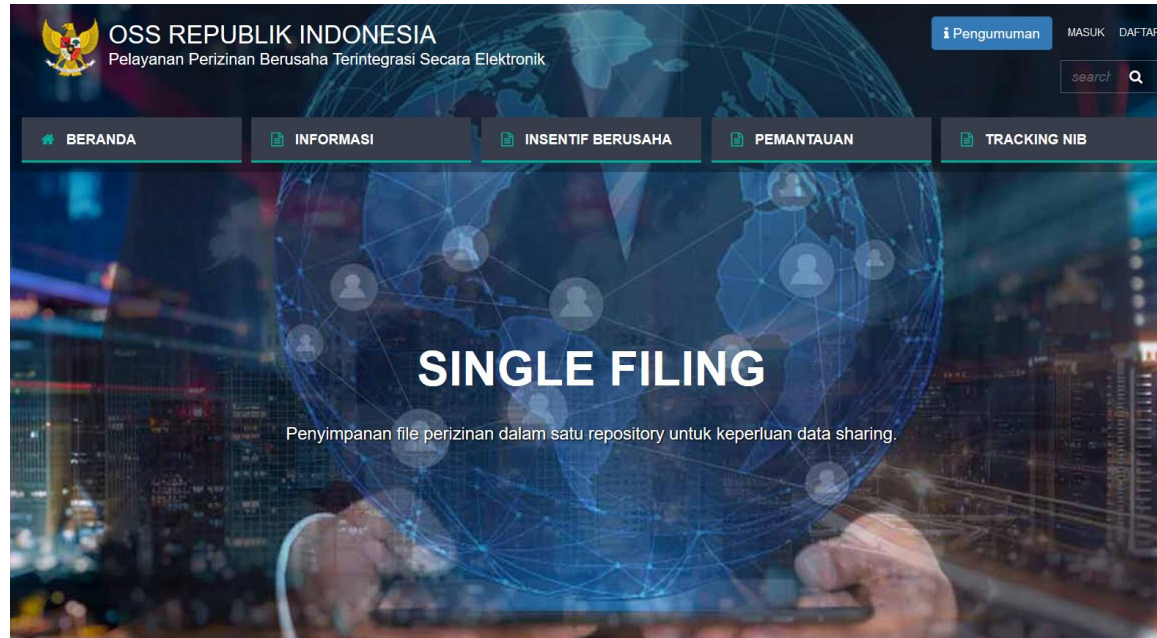 OSS REPUBLIK INDONESIA
Pelayanan Perizinan Berusaha Terintegrasi Secara Elektronik
i Pengumuman
MASUK DAFTAR
search
BERANDA
INFORMASI
INSENTIF BERUSAHA
PEMANTAUAN
TRACKING NIB
SINGLE FILING
Penyimpanan file perizinan dalam satu repository untuk keperluan data sharing.